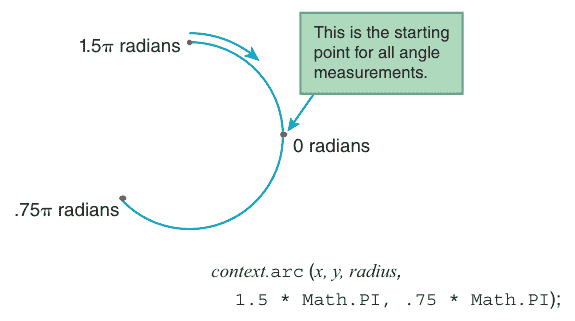 1.5π radians
This is the starting
point for all angle
measurements.
0 radians
.75π radians
context.arc (x, y, radius,
1.5 * Math.PI, .75 * Math.PI);